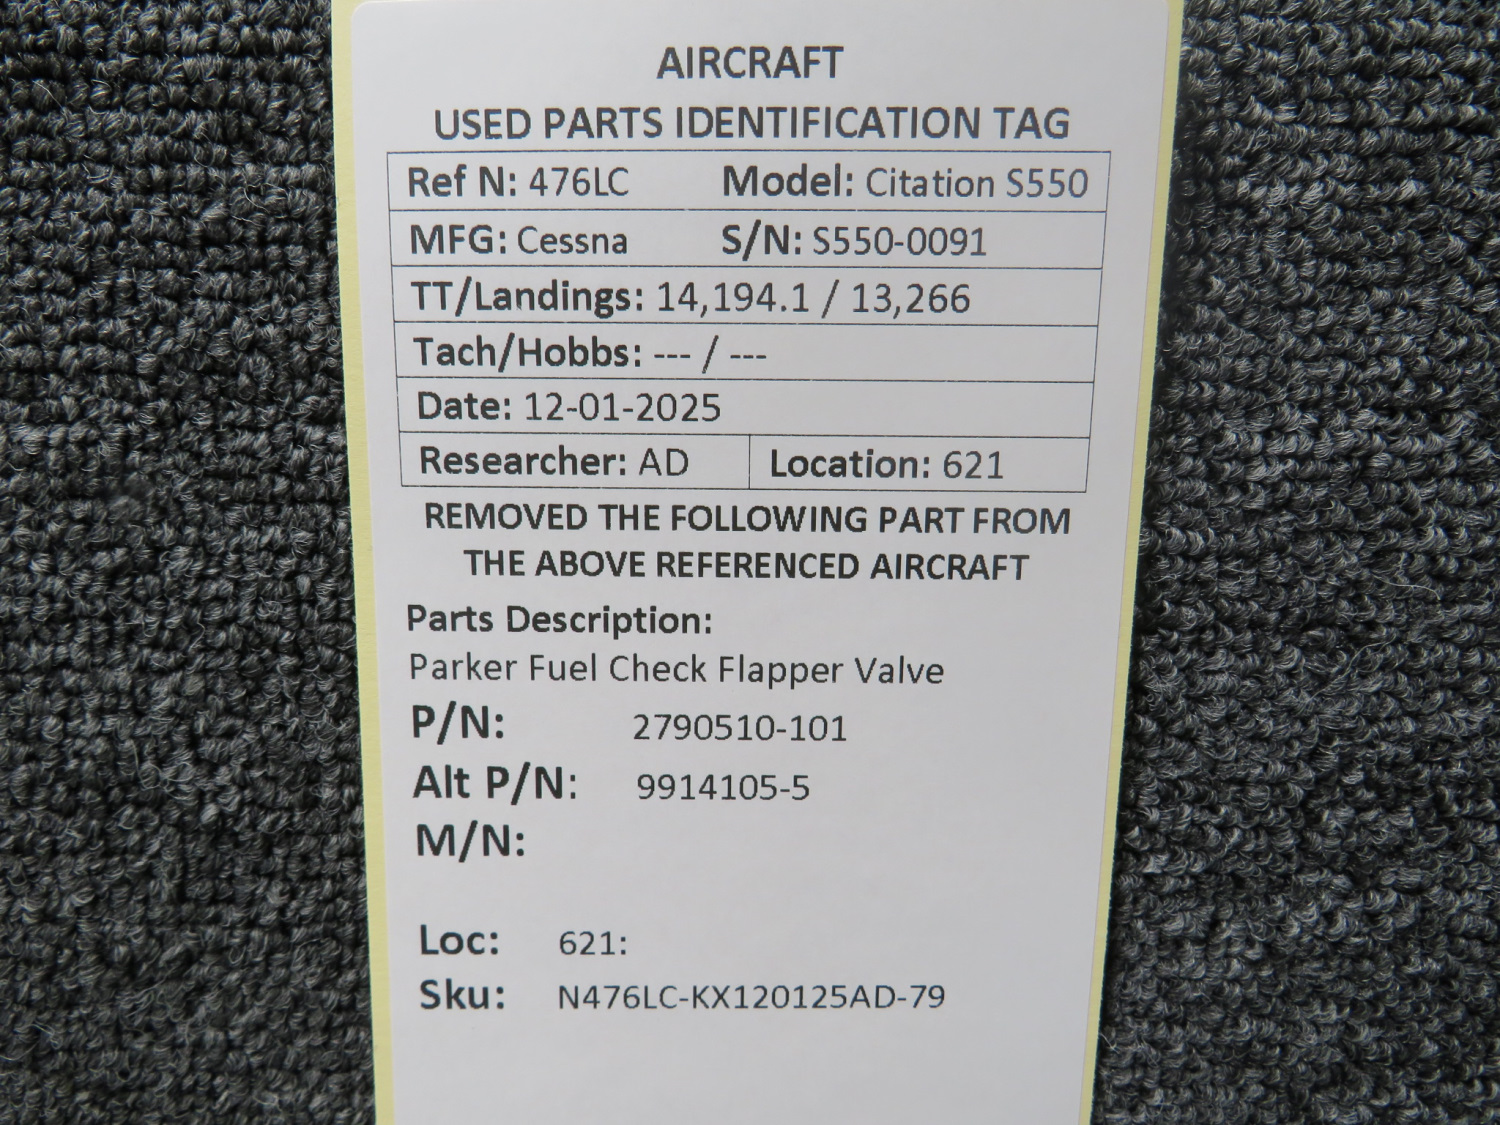 AIRCRAFT
USED PARTS IDENTIFICATION TAG
Ref N: 476LC Model: Citation S550
MFG: Cessna S/N: S550-0091
TT/Landings: 14,194.1 / 13,266
Tach/Hobbs: --- / ---
Date: 12-01-2025
Researcher: AD Location: 621
REMOVED THE FOLLOWING PART FROM
THE ABOVE REFERENCED AIRCRAFT
Parts Description:
Parker Fuel Check Flapper Valve
P/N: 2790510-101
Alt P/N: 9914105-5
M/N:
Loc: 621:
Sku: N476LC-KX120125AD-79